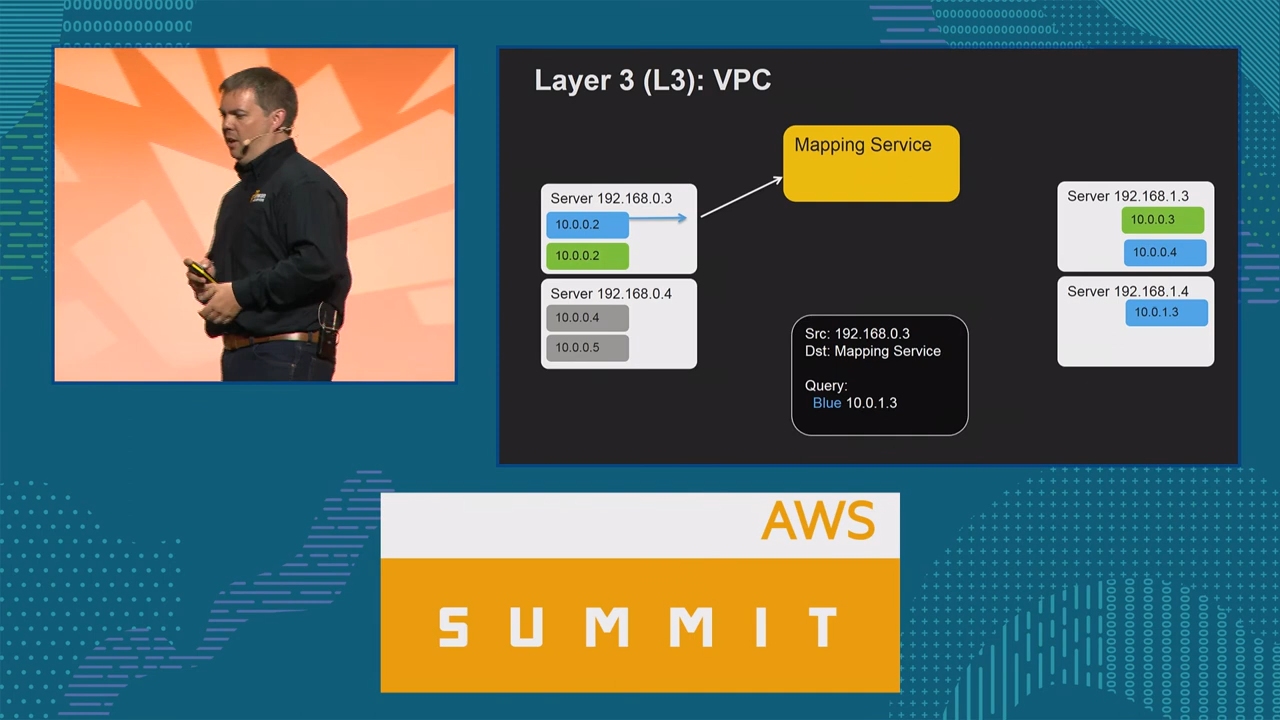 Layer 3 (L3): VPC
Mapping Service
Server 192.168.0.3
10.0.0.2
10.0.0.2
Server 192.168.0.4
10.0.0.4
10.0.0.5
Server 192.168.1.3
10.0.0.3
10.0.0.4
Server 192.168.1.4
10.0.1.3
Src: 192.168.0.3
Dst: Mapping Service
Query:
Blue 10.0.1.3
AWS
SUMMIT